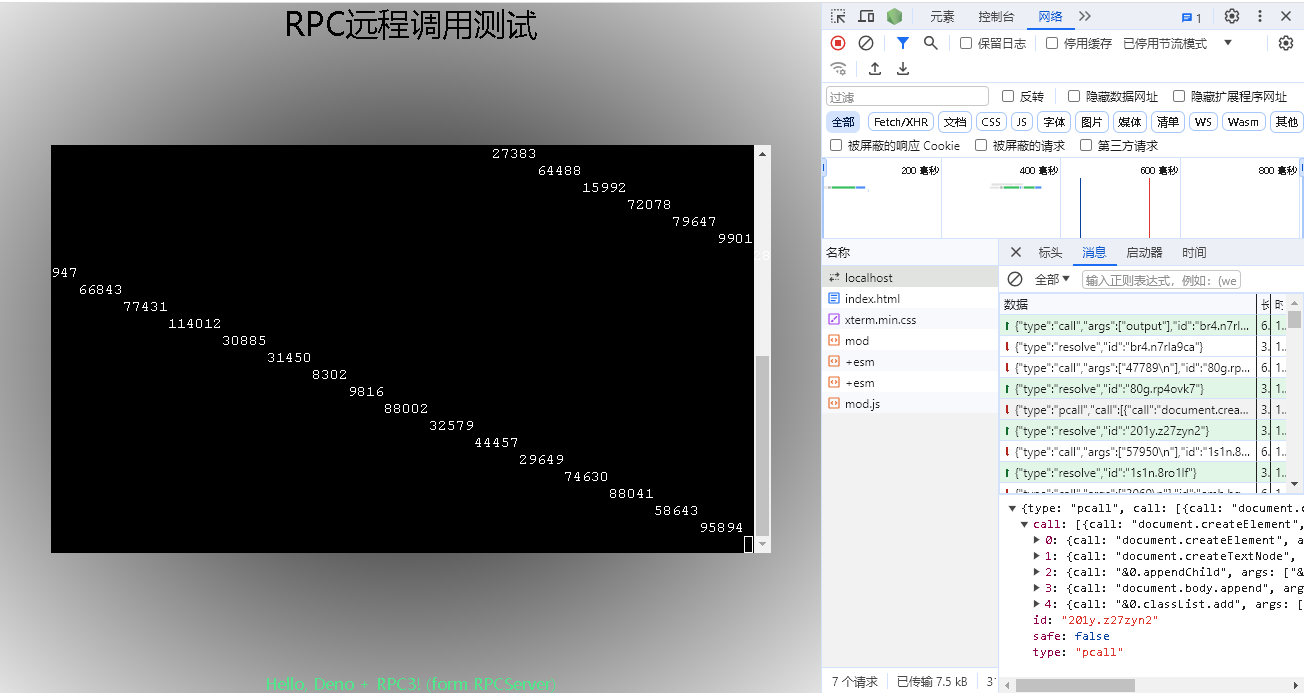 RPC远程调用测试
27383
64488
15992
72078
79647
9901
28
947
66843
77431
114012
30885
31450
8302
9816
88002
32579
44457
29649
74630
88041
58643
95894
Hello, Deno + RPC3! (form RPCServer)
元素 控制台 网络 1
保留日志 停用缓存 已停用节流模式
过滤 反转 隐藏数据网址 隐藏扩展程序网址
全部 Fetch/XHR 文档 CSS JS 字体 图片 媒体 清单 WS Wasm 其他
被屏蔽的响应 Cookie 被屏蔽的请求 第三方请求
200 毫秒 400 毫秒 600 毫秒 800 毫秒
名称
localhost
index.html
xterm.min.css
mod
+esm
+esm
mod.js
7 个请求 已传输 7.5 kB 3
标头 消息 启动器 时间
全部 输入正则表达式，例如：(we
数据 长 时
{"type":"call","args":["output"],"id":"br4.n7rl... 6. 1..
{"type":"resolve","id":"br4.n7rla9ca"} 3. 1..
{"type":"call","args":["47789\n"],"id":"80g.rp... 6. 1..
{"type":"resolve","id":"80g.rp4ovk7"} 3. 1..
{"type":"pcall","call":[{"call":"document.crea... 3. 1..
{"type":"resolve","id":"201y.z27zyn2"} 3. 1..
{"type":"call","args":["57950\n"],"id":"1s1n.8... 6. 1..
{"type":"resolve","id":"1s1n.8ro1lf"} 3. 1..
{type: "pcall", call: [{call: "document.c
call: [{call: "document.createElement",
0: {call: "document.createElement", a
1: {call: "document.createTextNode",
2: {call: "&0.appendChild", args: ["&
3: {call: "document.body.append", arg
4: {call: "&0.classList.add", args: [
id: "201y.z27zyn2"
safe: false
type: "pcall"